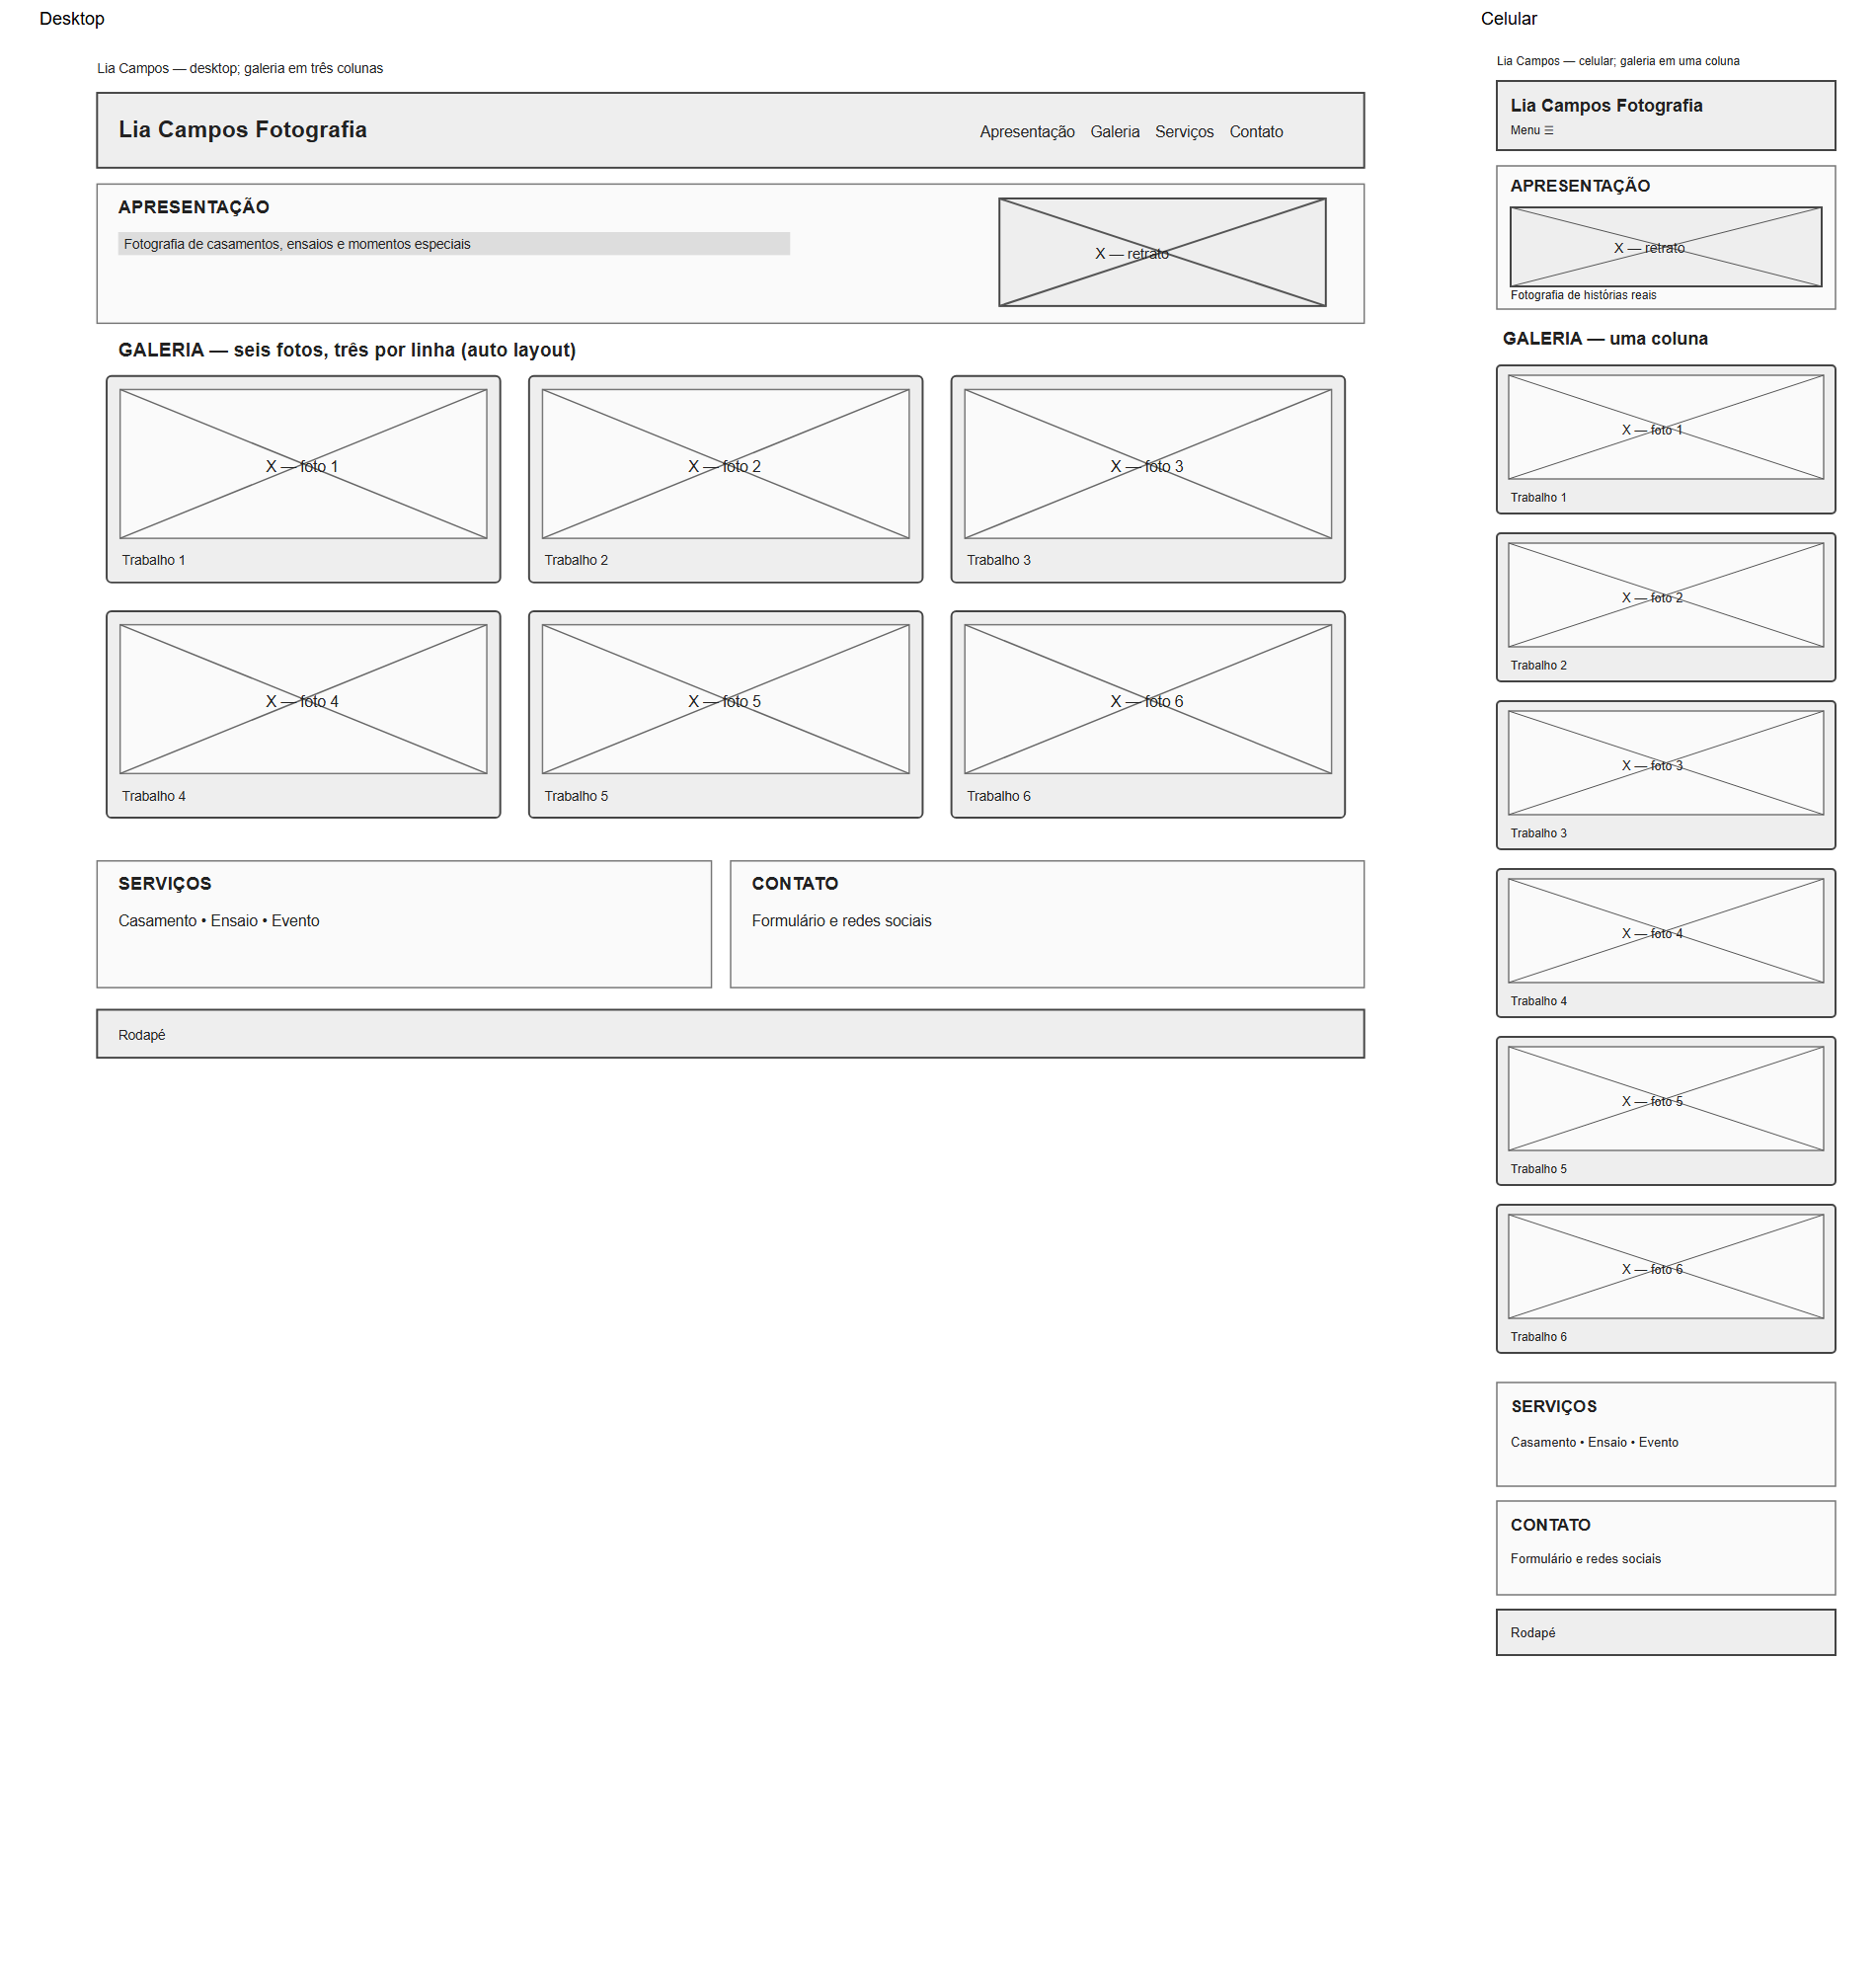 Desktop
Lia Campos — desktop; galeria em três colunas
Lia Campos Fotografia
Apresentação Galeria Serviços Contato
APRESENTAÇÃO
Fotografia de casamentos, ensaios e momentos especiais
X — retrato
GALERIA — seis fotos, três por linha (auto layout)
X — foto 1
Trabalho 1
X — foto 2
Trabalho 2
X — foto 3
Trabalho 3
X — foto 4
Trabalho 4
X — foto 5
Trabalho 5
X — foto 6
Trabalho 6
SERVIÇOS
Casamento • Ensaio • Evento
CONTATO
Formulário e redes sociais
Rodapé
Celular
Lia Campos — celular; galeria em uma coluna
Lia Campos Fotografia
Menu ☰
APRESENTAÇÃO
X — retrato
Fotografia de histórias reais
GALERIA — uma coluna
X — foto 1
Trabalho 1
X — foto 2
Trabalho 2
X — foto 3
Trabalho 3
X — foto 4
Trabalho 4
X — foto 5
Trabalho 5
X — foto 6
Trabalho 6
SERVIÇOS
Casamento • Ensaio • Evento
CONTATO
Formulário e redes sociais
Rodapé